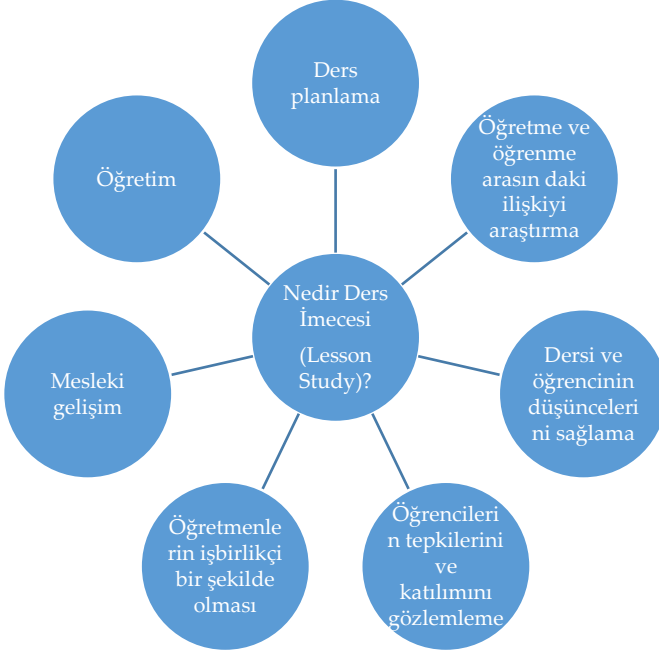 Ders
planlama
Öğretme ve
öğrenme
arasın daki
ilişkiyi
araştırma
Dersi ve
öğrencinin
düşünceleri
ni sağlama
Öğrencileri
n tepkilerini
ve
katılımını
gözlemleme
Öğretmenle
rin işbirlikçi
bir şekilde
olması
Mesleki
gelişim
Öğretim
Nedir Ders
İmecesi
(Lesson
Study)?